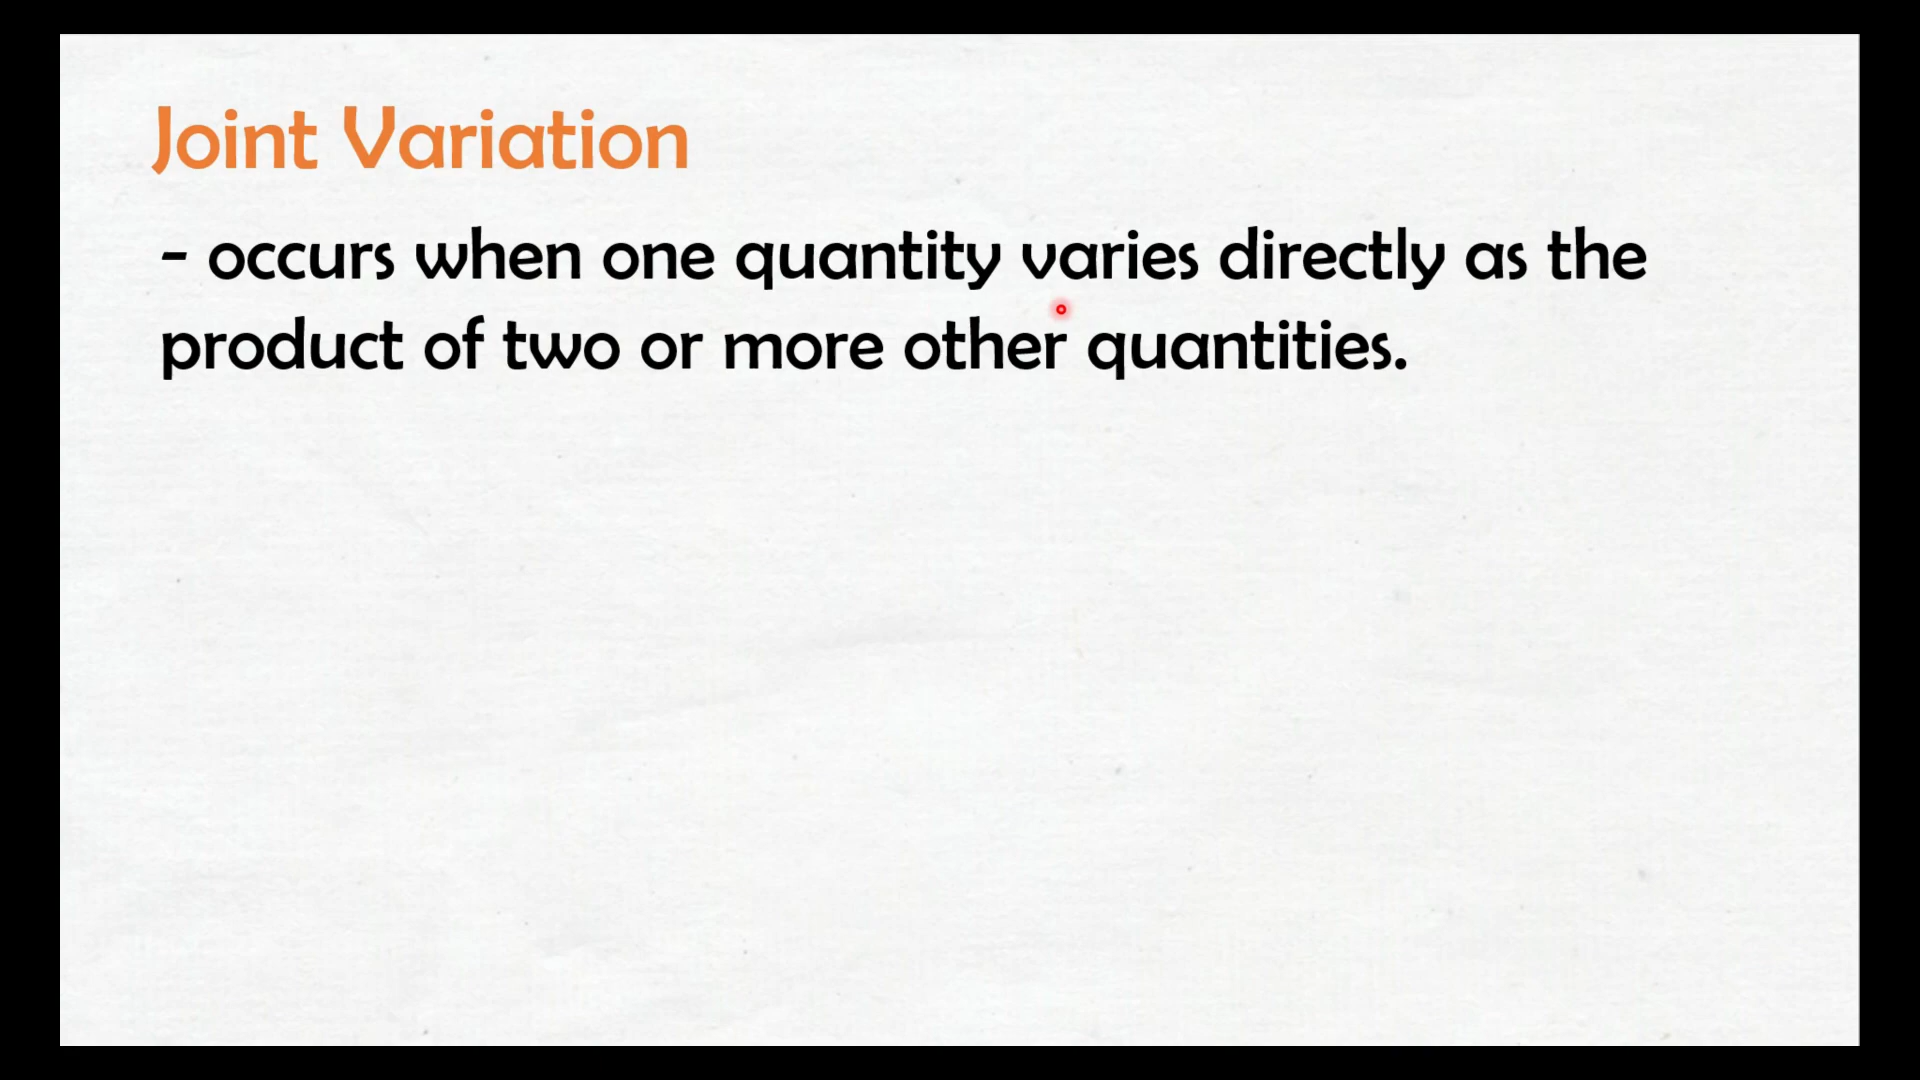 Joint Variation
- occurs when one quantity varies directly as the
product of two or more other quantities.